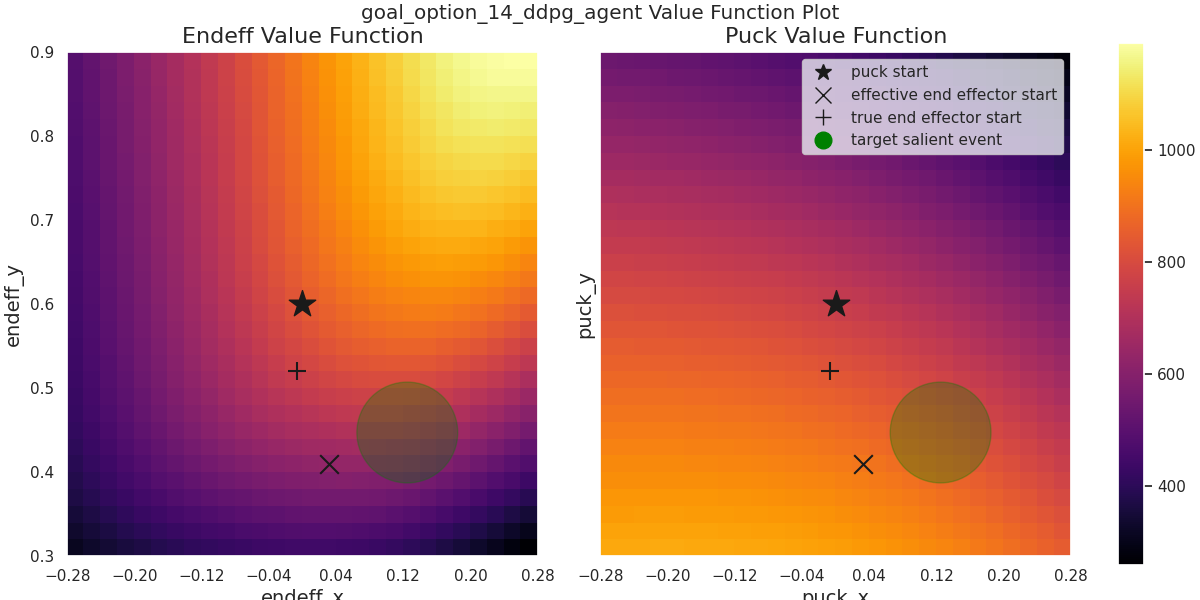 goal_option_14_ddpg_agent Value Function Plot
Endeff Value Function
Puck Value Function
puck start
effective end effector start
true end effector start
target salient event
0.9
0.8
0.7
0.6
0.5
0.4
0.3
endeff_y
puck_y
1000
800
600
400
−0.28
−0.20
−0.12
−0.04
0.04
0.12
0.20
0.28
−0.28
−0.20
−0.12
−0.04
0.04
0.12
0.20
0.28
endeff_x
puck_x